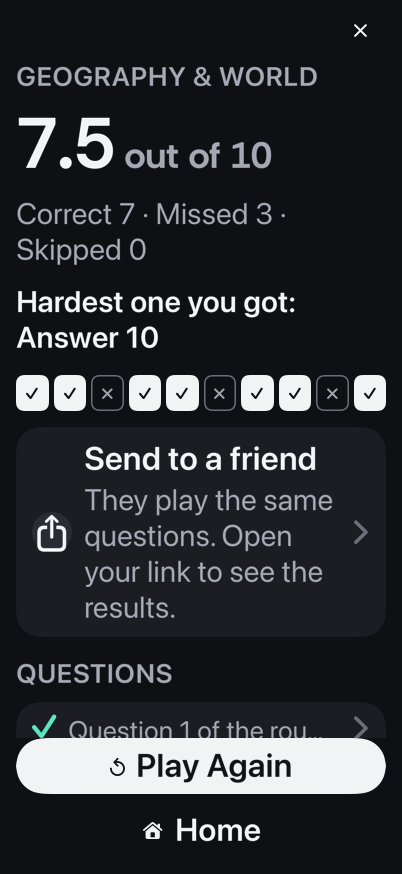 GEOGRAPHY & WORLD
7.5 out of 10
Correct 7 · Missed 3 ·
Skipped 0
Hardest one you got:
Answer 10
Send to a friend
They play the same
questions. Open
your link to see the
results.
QUESTIONS
Question 1 of the rou...
Play Again
Home